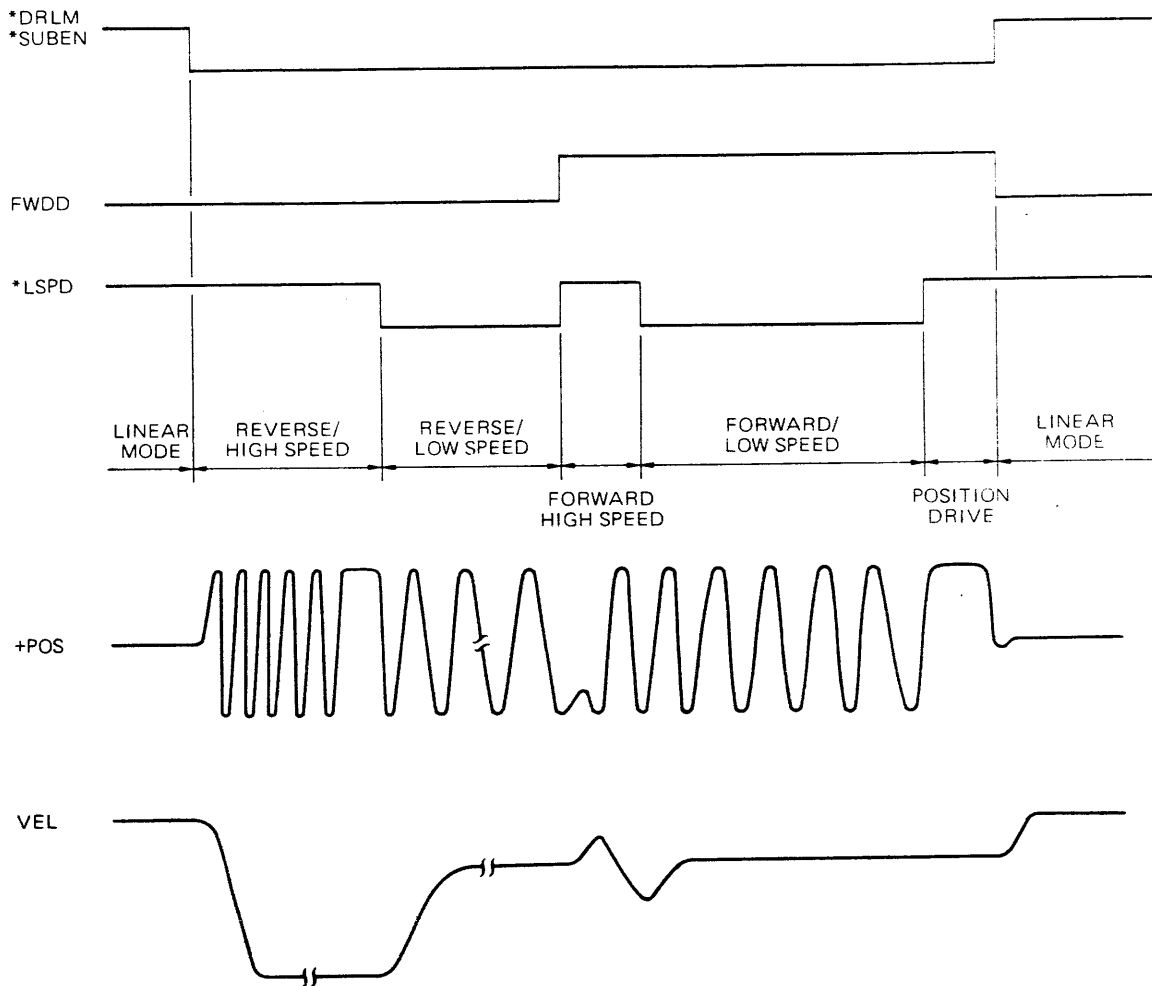 *DRLM
*SUBEN
FWDD
*LSPD
LINEAR
MODE
REVERSE/
HIGH SPEED
REVERSE/
LOW SPEED
FORWARD
HIGH SPEED
FORWARD/
LOW SPEED
POSITION
DRIVE
LINEAR
MODE
+POS
VEL